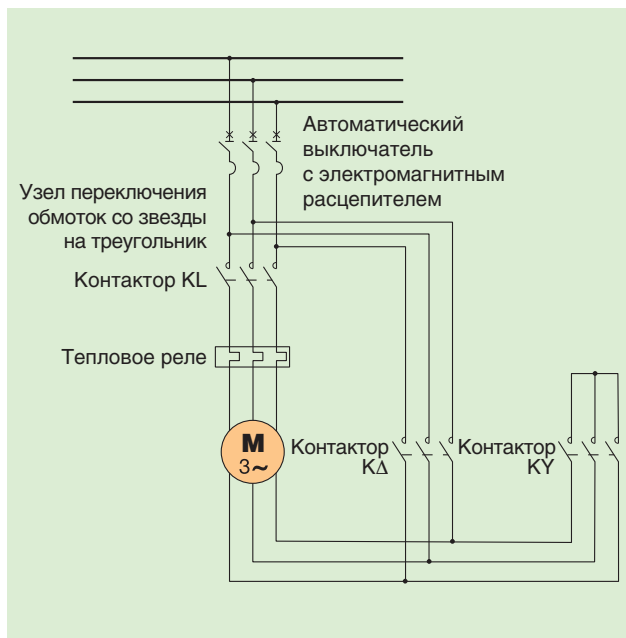 Автоматический
выключатель
с электромагнитным
расцепителем
Узел переключения
обмоток со звезды
на треугольник
Контактор KL
Тепловое реле
M
3~
Контактор
KΔ
Контактор
KY